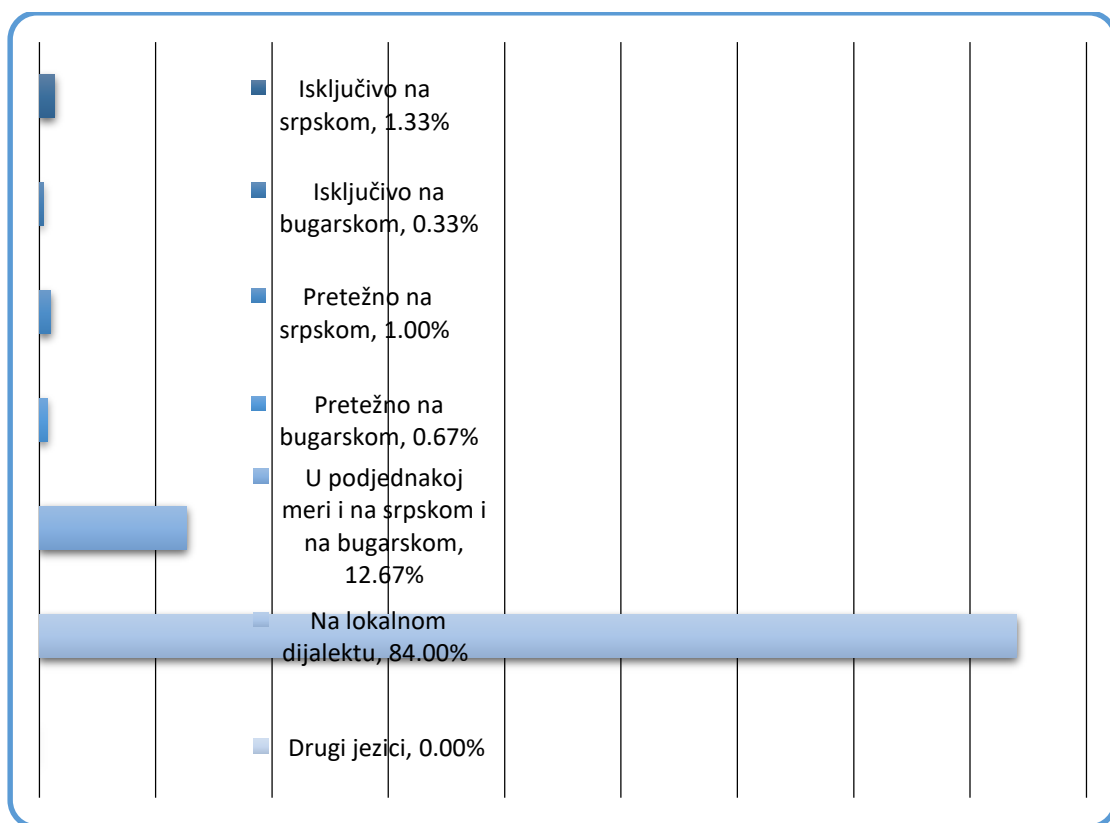 Isključivo na
srpskom, 1.33%
Isključivo na
bugarskom, 0.33%
Pretežno na
srpskom, 1.00%
Pretežno na
bugarskom, 0.67%
U podjednakoj
meri i na srpskom i
na bugarskom,
12.67%
Na lokalnom
dijalektu, 84.00%
Drugi jezici, 0.00%